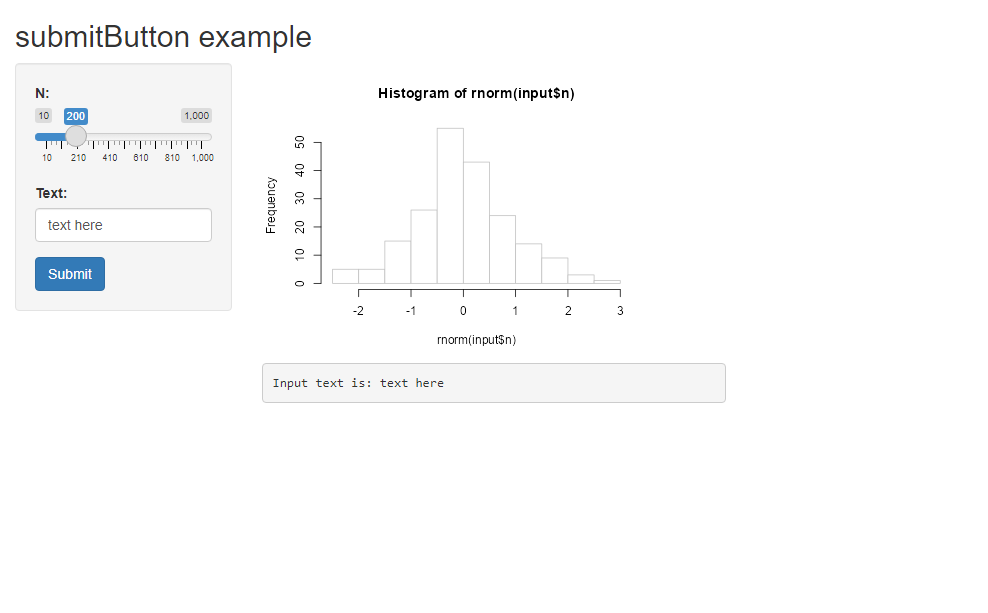 submitButton example
N:
10 200 1,000
10 210 410 610 810 1,000
Text:
text here
Submit
Histogram of rnorm(input$n)
Frequency
50
40
30
20
10
0
-2 -1 0 1 2 3
rnorm(input$n)
Input text is: text here